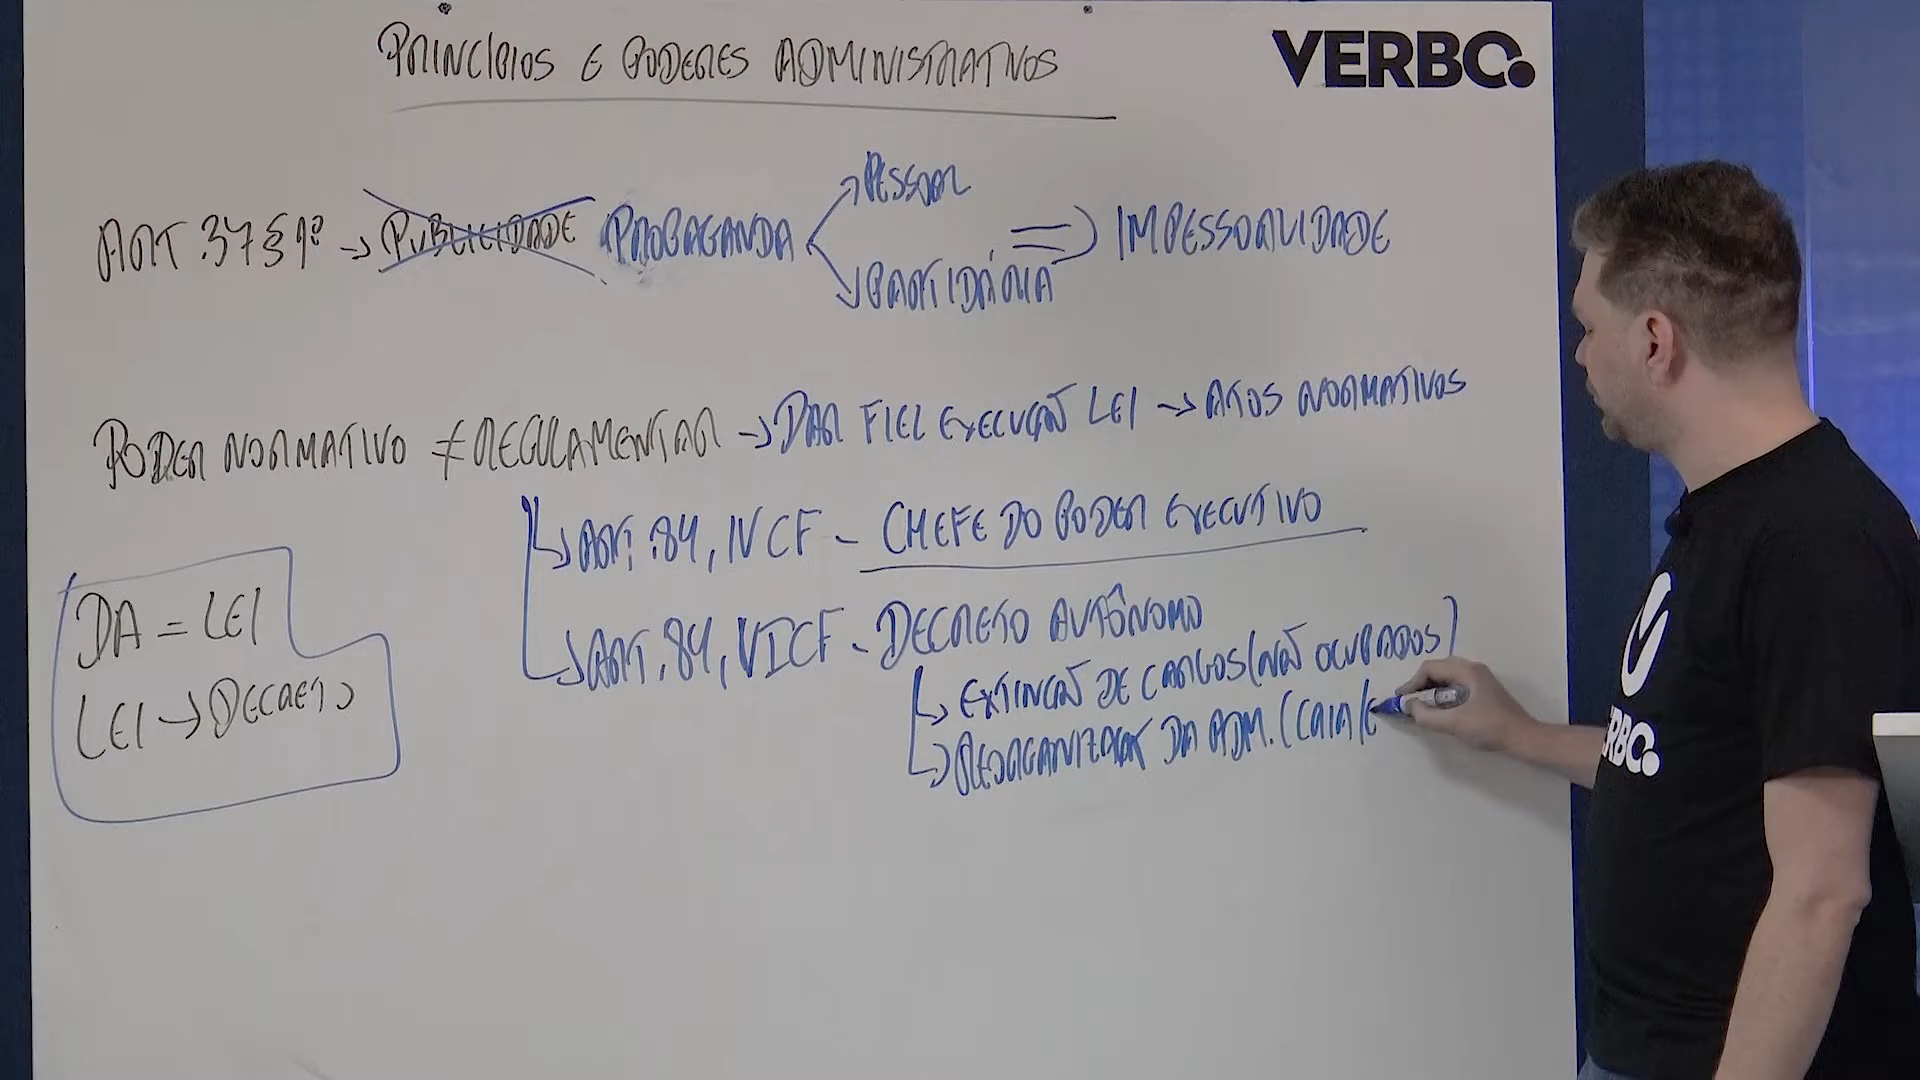 PRINCÍPIOS E PODERES ADMINISTRATIVOS
VERBO.
ART. 37 § 1º → PUBLICIDADE PROPAGANDA PESSOAL PARTIDÁRIA => IMPESSOALIDADE
PODER NORMATIVO ≠ REGULAMENTAR → DAR FIEL EXECUÇÃO LEI → ATOS NORMATIVOS
ART. 84, IV CF - CHEFE DO PODER EXECUTIVO
ART. 84, VI CF - DECRETO AUTÔNOMO
EXTINÇÃO DE CARGOS (NÃO OCUPADOS)
REORGANIZAR DA ADM. (CRIA/E
DA = LEI
LEI → DECRETO
RBO.